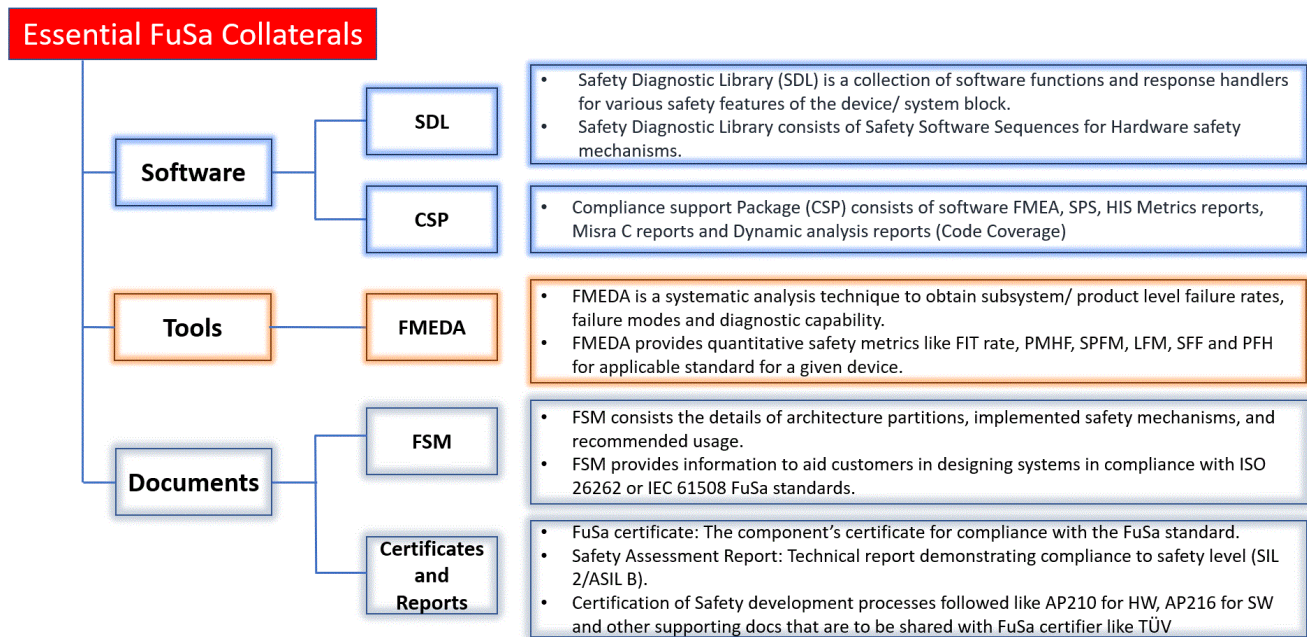 Essential FuSa Collaterals
Software
SDL
• Safety Diagnostic Library (SDL) is a collection of software functions and response handlers
for various safety features of the device/ system block.
• Safety Diagnostic Library consists of Safety Software Sequences for Hardware safety
mechanisms.
CSP
• Compliance support Package (CSP) consists of software FMEA, SPS, HIS Metrics reports,
Misra C reports and Dynamic analysis reports (Code Coverage)
Tools
FMEDA
• FMEDA is a systematic analysis technique to obtain subsystem/ product level failure rates,
failure modes and diagnostic capability.
• FMEDA provides quantitative safety metrics like FIT rate, PMHF, SPFM, LFM, SFF and PFH
for applicable standard for a given device.
Documents
FSM
• FSM consists the details of architecture partitions, implemented safety mechanisms, and
recommended usage.
• FSM provides information to aid customers in designing systems in compliance with ISO
26262 or IEC 61508 FuSa standards.
Certificates
and
Reports
• FuSa certificate: The component’s certificate for compliance with the FuSa standard.
• Safety Assessment Report: Technical report demonstrating compliance to safety level (SIL
2/ASIL B).
• Certification of Safety development processes followed like AP210 for HW, AP216 for SW
and other supporting docs that are to be shared with FuSa certifier like TÜV